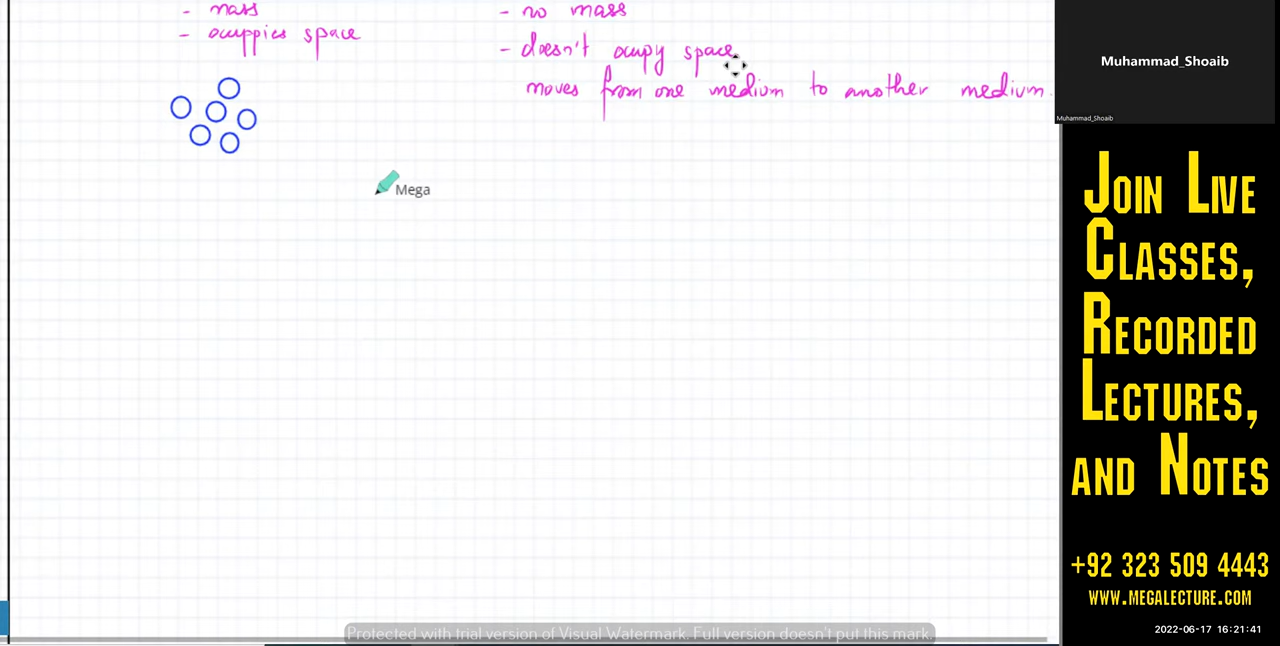 - mass
- no mass
- occupies space
- doesn't occupy space
moves from one medium to another medium.
Mega
Muhammad_Shoaib
Muhammad_Shoaib
Join Live
Classes,
Recorded
Lectures,
and Notes
+92 323 509 4443
www.megalecture.com
2022-06-17 16:21:41
Protected with trial version of Visual Watermark. Full version doesn't put this mark.